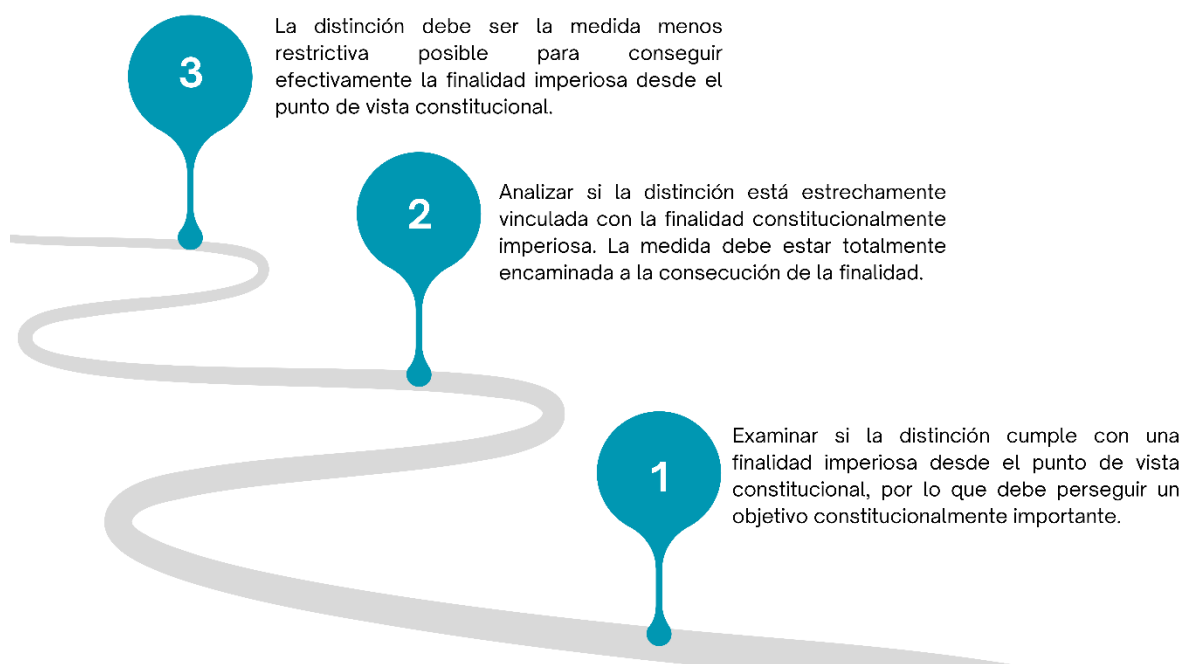 3
La distinción debe ser la medida menos
restrictiva posible para conseguir
efectivamente la finalidad imperiosa desde el
punto de vista constitucional.
2
Analizar si la distinción está estrechamente
vinculada con la finalidad constitucionalmente
imperiosa. La medida debe estar totalmente
encaminada a la consecución de la finalidad.
1
Examinar si la distinción cumple con una
finalidad imperiosa desde el punto de vista
constitucional, por lo que debe perseguir un
objetivo constitucionalmente importante.